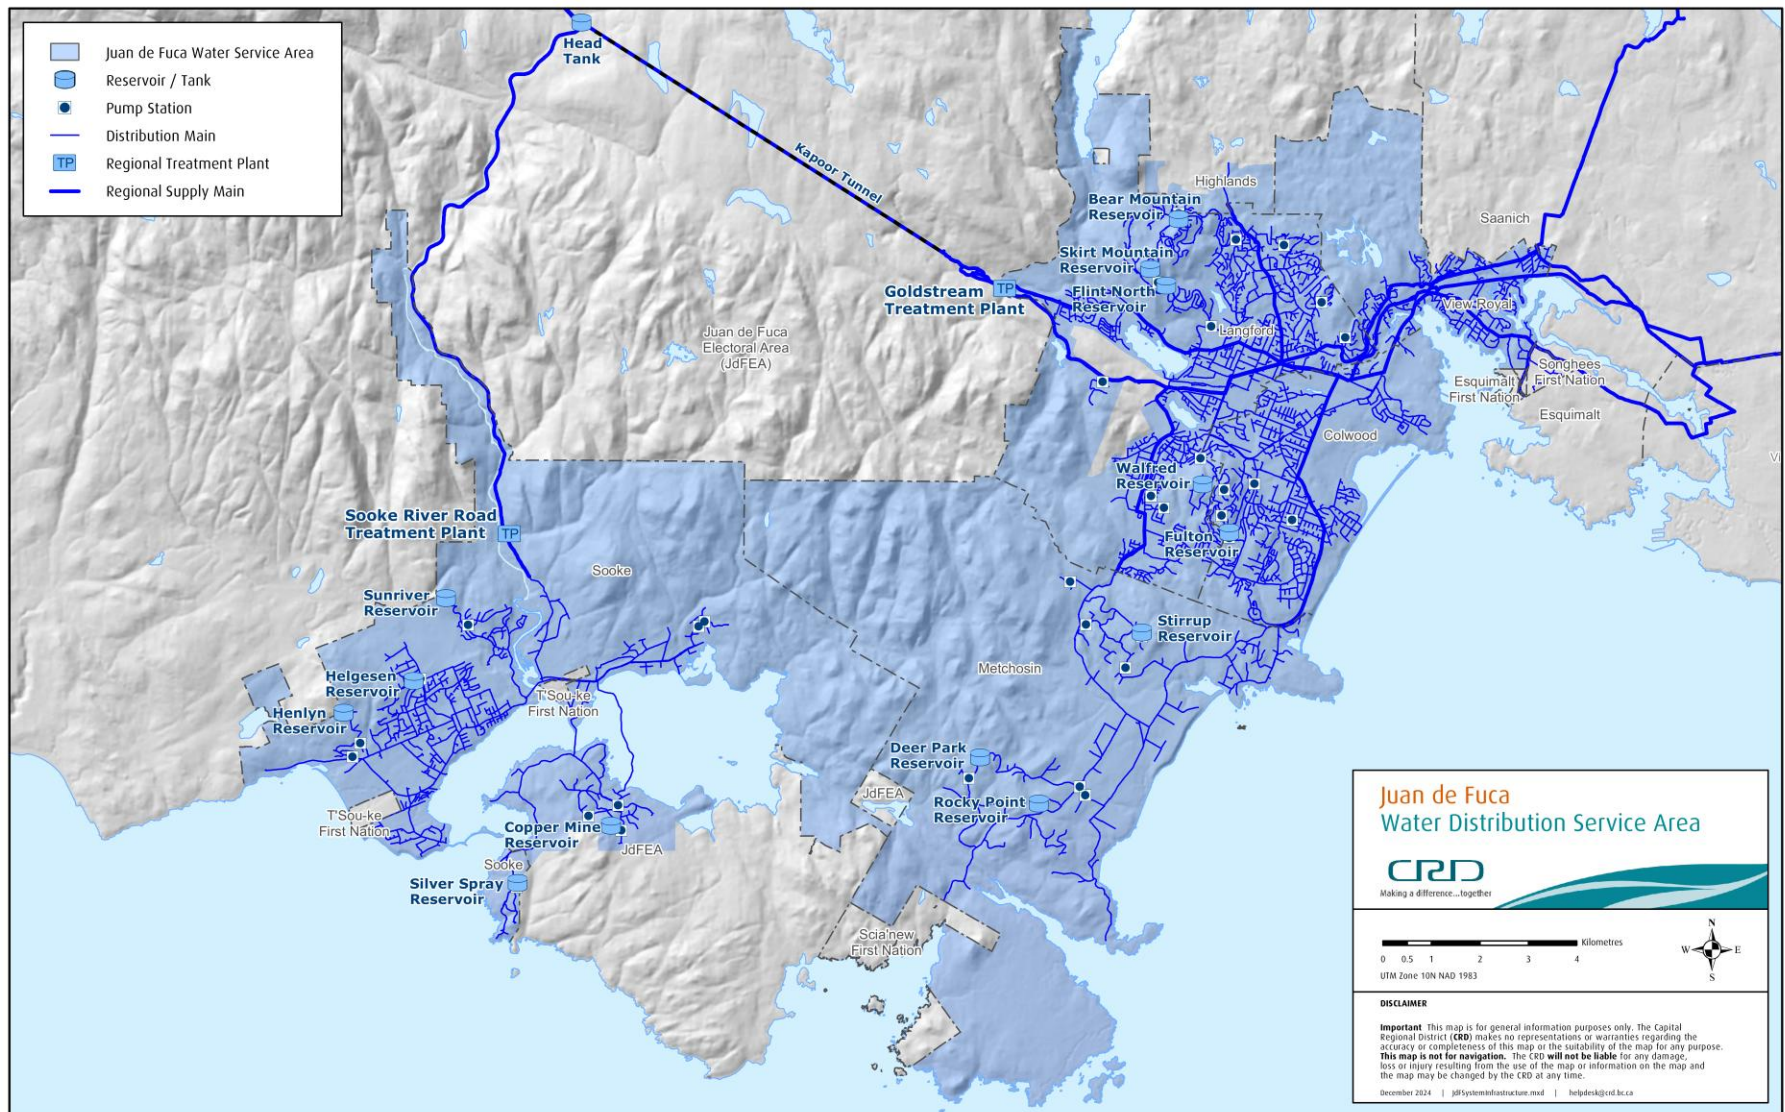 Juan de Fuca Water Service Area
Reservoir / Tank
Pump Station
Distribution Main
TP
Regional Treatment Plant
Regional Supply Main
Head
Tank
Kapoor Tunnel
Highlands
Bear Mountain
Reservoir
Saanich
Skirt Mountain
Reservoir
Goldstream
Treatment Plant
TP
Flint North
Reservoir
View Royal
Langford
Juan de Fuca
Electoral Area
(JdFEA)
Songhees
First Nation
Esquimalt
First Nation
Esquimalt
Colwood
Vi
Walfred
Reservoir
Sooke River Road
Treatment Plant
TP
Fulton
Reservoir
Sooke
Sunriver
Reservoir
Stirrup
Reservoir
Metchosin
Helgesen
Reservoir
T'Sou-ke
First Nation
Henlyn
Reservoir
Deer Park
Reservoir
JdFEA
Rocky Point
Reservoir
T'Sou-ke
First Nation
Copper Mine
Reservoir
JdFEA
Sooke
Silver Spray
Reservoir
Scia'new
First Nation
Juan de Fuca
Water Distribution Service Area
CRD
Making a difference...together
Kilometres
0 0.5 1 2 3 4
UTM Zone 10N NAD 1983
N
W E
S
DISCLAIMER
Important This map is for general information purposes only. The Capital
Regional District (CRD) makes no representations or warranties regarding the
accuracy or completeness of this map or the suitability of the map for any purpose.
This map is not for navigation. The CRD will not be liable for any damage,
loss or injury resulting from the use of the map or information on the map and
the map may be changed by the CRD at any time.
December 2024 | JdFSystemInfrastructure.mxd | helpdesk@crd.bc.ca